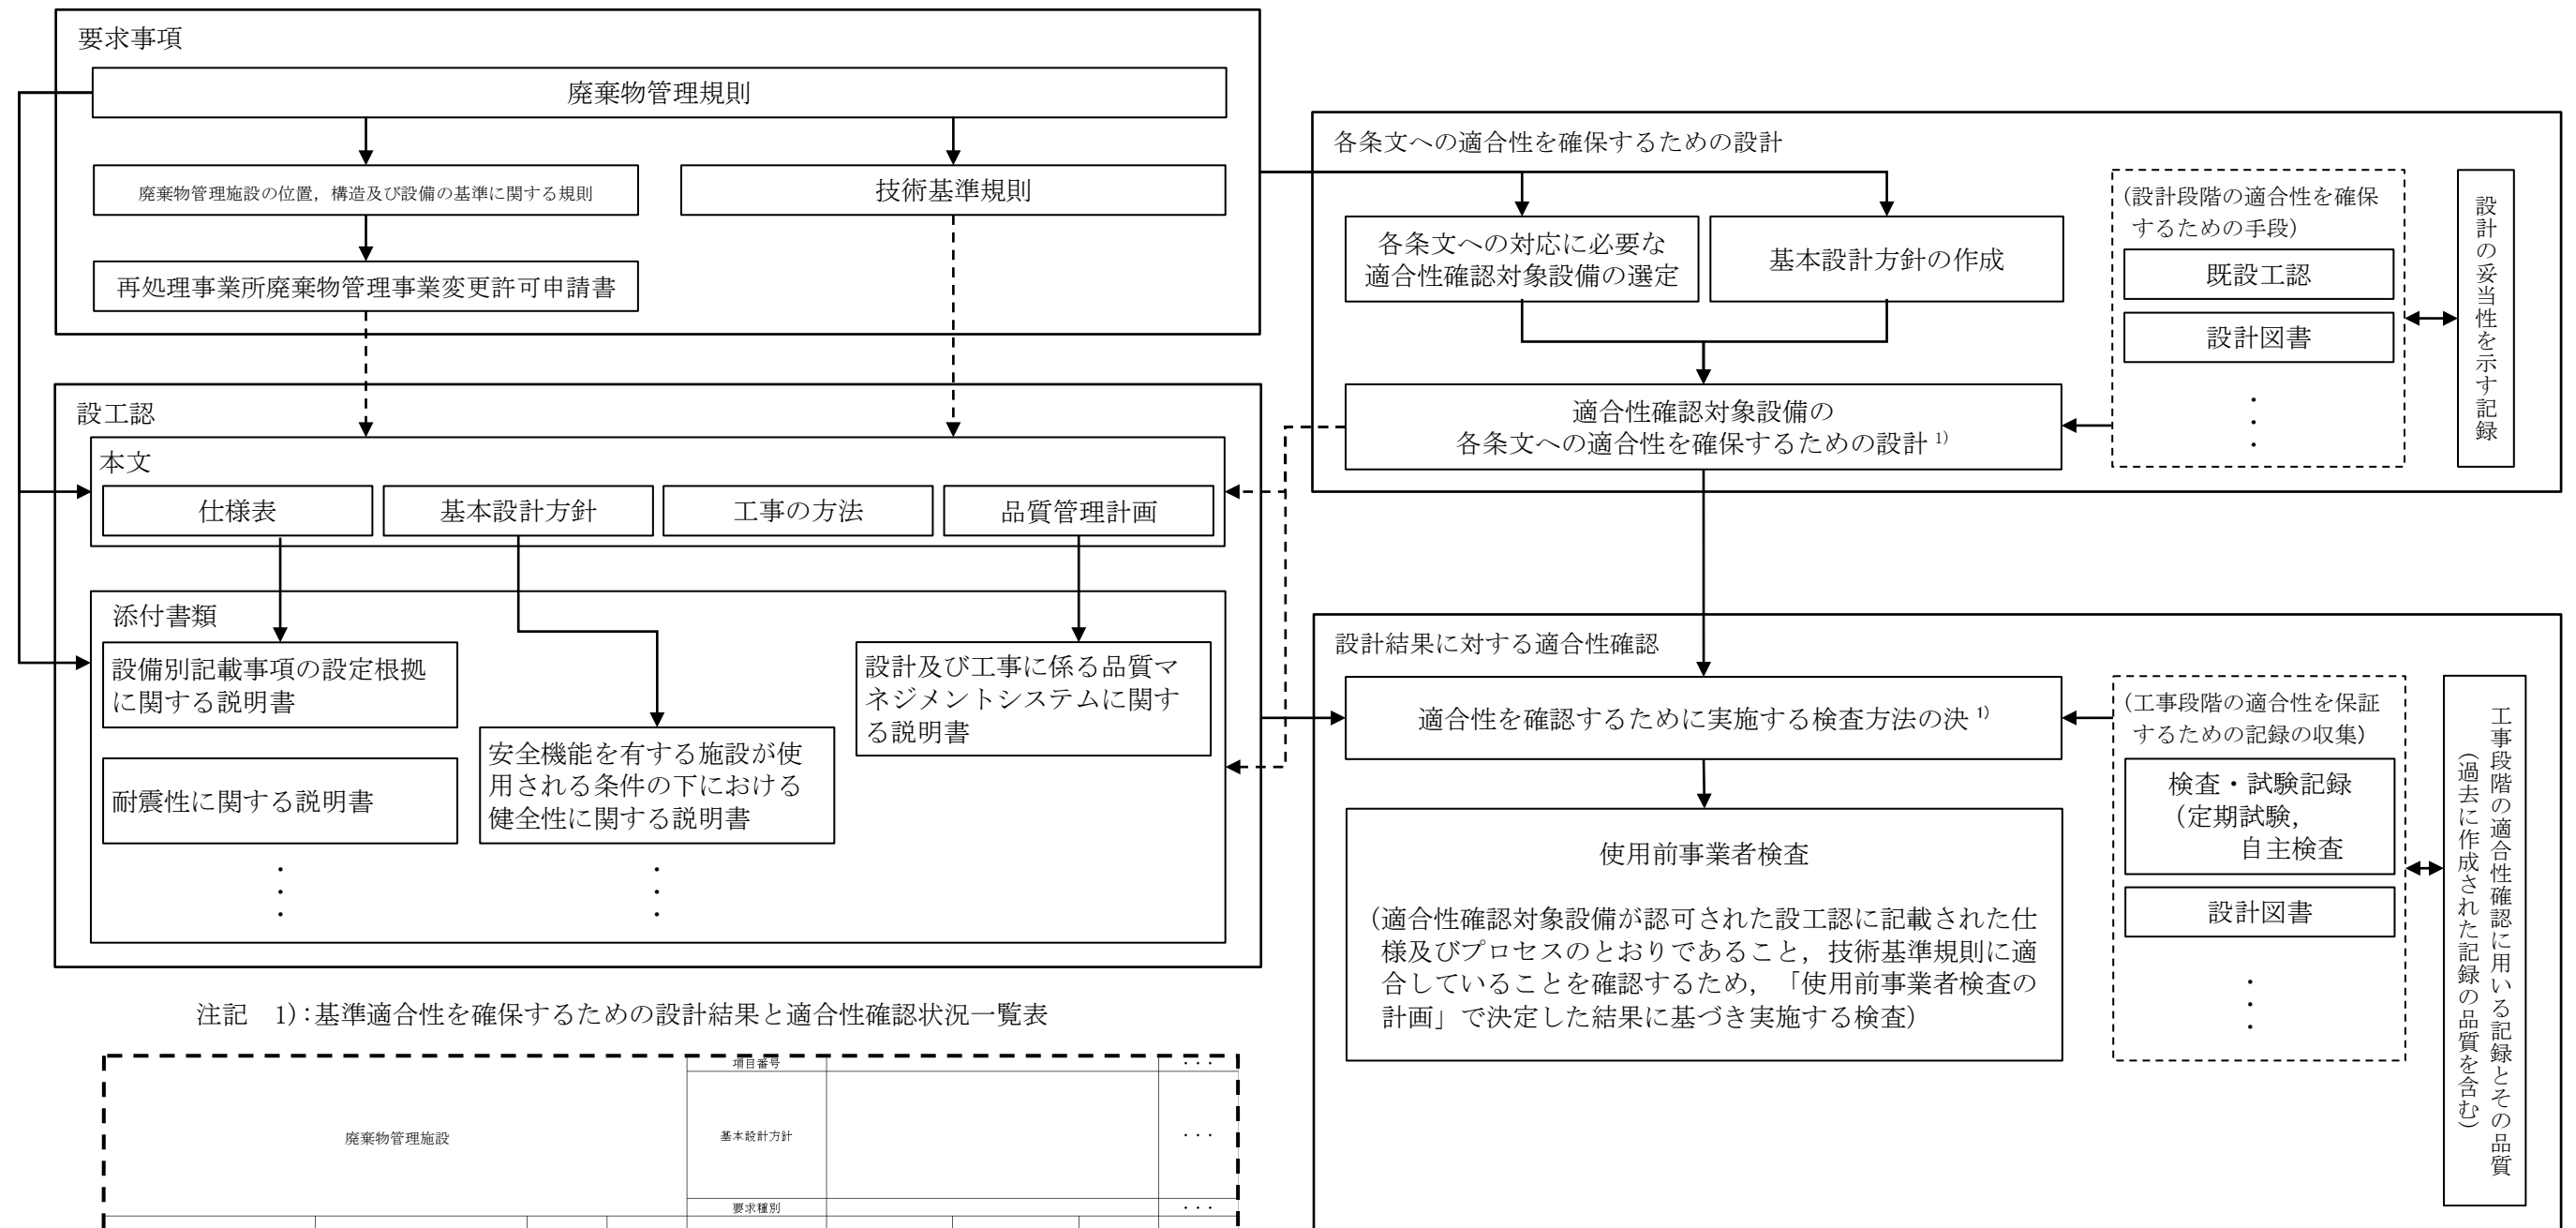 要求事項
廃棄物管理規則
廃棄物管理施設の位置，構造及び設備の基準に関する規則
技術基準規則
再処理事業所廃棄物管理事業変更許可申請書
設工認
本文
仕様表
基本設計方針
工事の方法
品質管理計画
添付書類
設備別記載事項の設定根拠
に関する説明書
耐震性に関する説明書
・
・
・
安全機能を有する施設が使
用される条件の下における
健全性に関する説明書
・
・
・
設計及び工事に係る品質マ
ネジメントシステムに関す
る説明書
各条文への適合性を確保するための設計
各条文への対応に必要な
適合性確認対象設備の選定
基本設計方針の作成
適合性確認対象設備の
各条文への適合性を確保するための設計 1)
（設計段階の適合性を確保
するための手段）
既設工認
設計図書
・
・
・
設計の妥当性を示す記録
設計結果に対する適合性確認
適合性を確認するために実施する検査方法の決 1)
使用前事業者検査
（適合性確認対象設備が認可された設工認に記載された仕
様及びプロセスのとおりであること，技術基準規則に適
合していることを確認するため，「使用前事業者検査の
計画」で決定した結果に基づき実施する検査）
（工事段階の適合性を保証
するための記録の収集）
検査・試験記録
（定期試験，
自主検査
設計図書
・
・
・
工事段階の適合性確認に用いる記録とその品質
（過去に作成された記録の品質を含む）
注記　1)：基準適合性を確保するための設計結果と適合性確認状況一覧表
項目番号
・・・
廃棄物管理施設
基本設計方針
・・・
要求種別
・・・